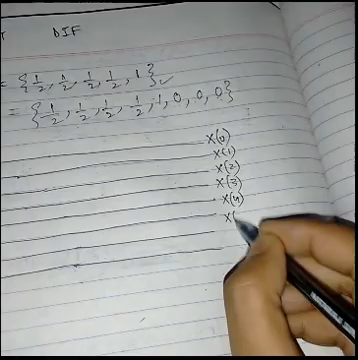 T DIF
= {1/2, 1/2, 1/2, 1/2, 1}
= {1/2, 1/2, 1/2, 1/2, 1, 0, 0, 0}
X(0)
X(1)
X(2)
X(3)
X(4)
X(